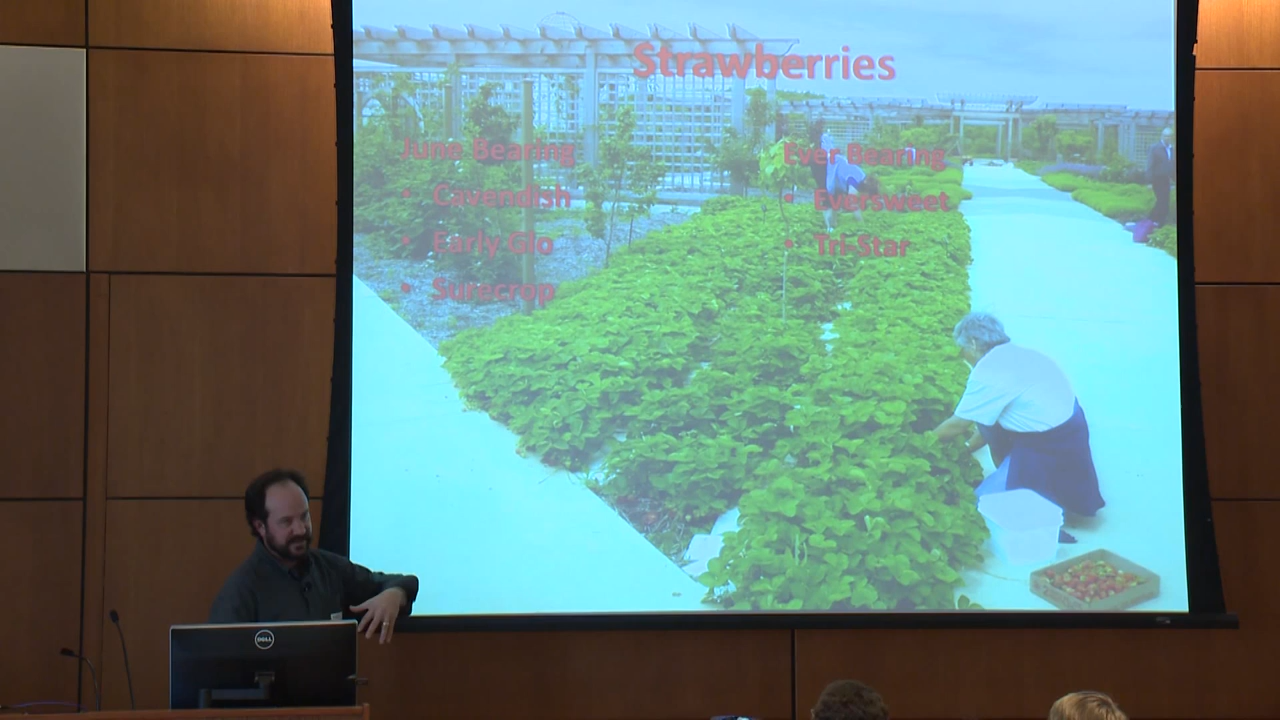 Strawberries
June Bearing
• Cavendish
• Early Glo
• Surecrop
Ever Bearing
• Eversweet
• Tri-Star
DELL